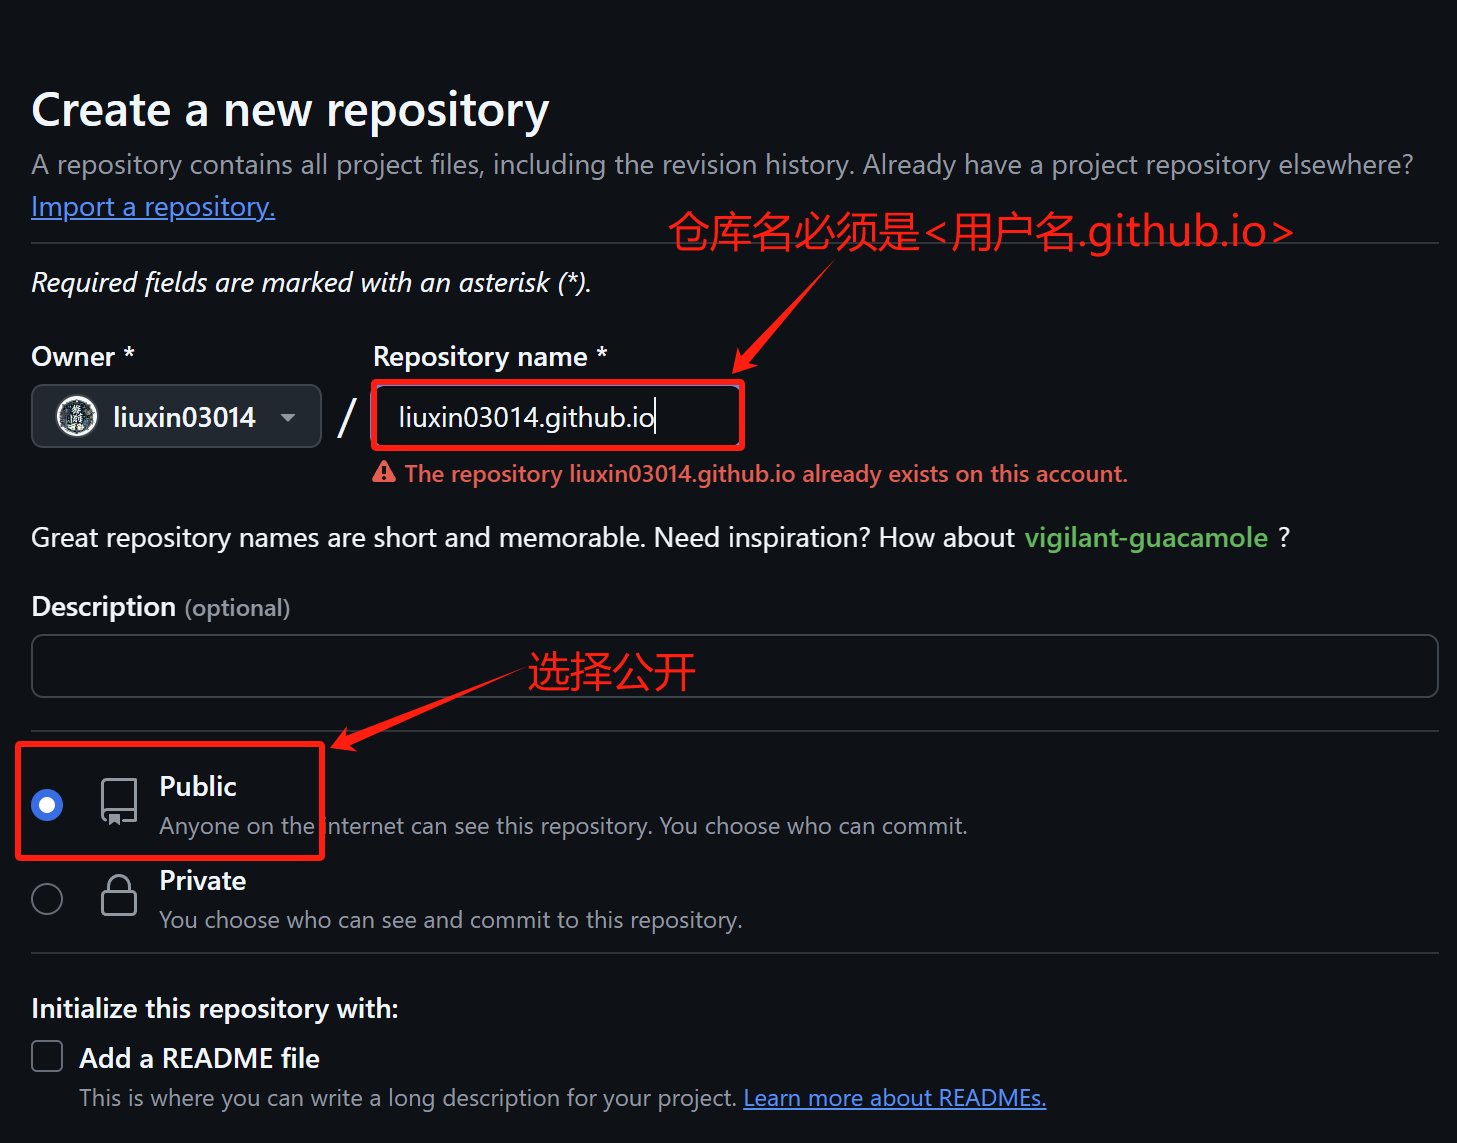 Create a new repository
A repository contains all project files, including the revision history. Already have a project repository elsewhere?
Import a repository.
仓库名必须是<用户名.github.io>
Required fields are marked with an asterisk (*).
Owner *
Repository name *
liuxin03014
/
liuxin03014.github.io
The repository liuxin03014.github.io already exists on this account.
Great repository names are short and memorable. Need inspiration? How about vigilant-guacamole ?
Description (optional)
选择公开
Public
Anyone on the internet can see this repository. You choose who can commit.
Private
You choose who can see and commit to this repository.
Initialize this repository with:
Add a README file
This is where you can write a long description for your project. Learn more about READMEs.